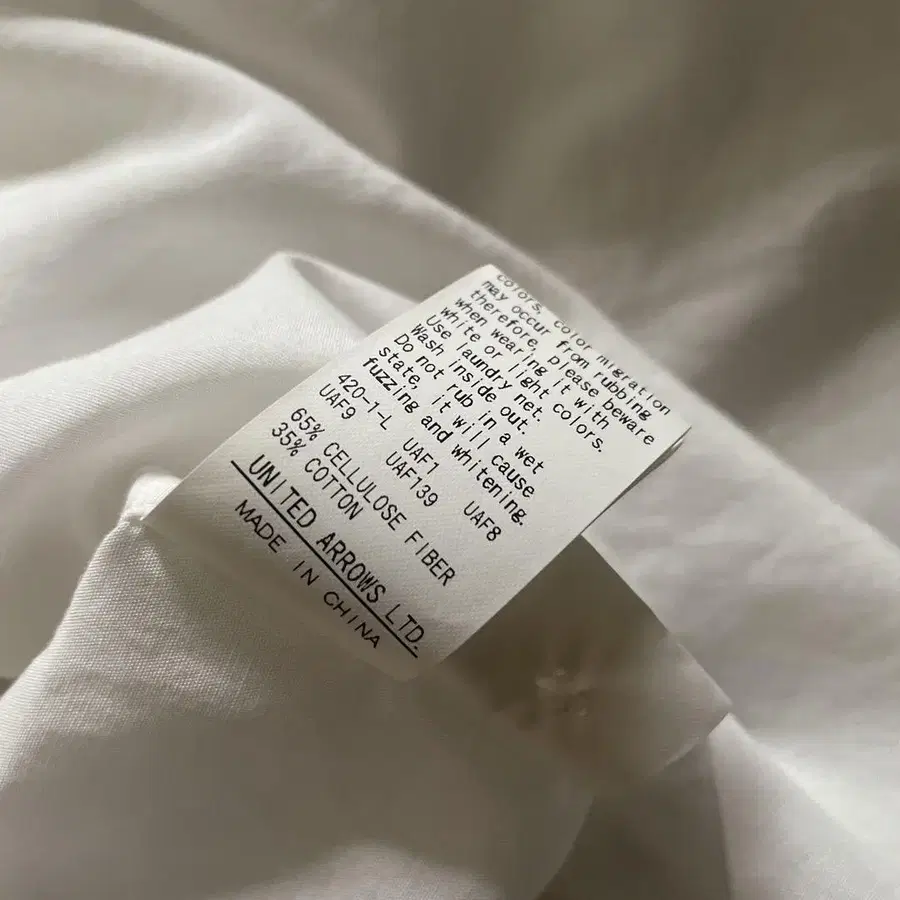 colors, color migration
may occur from rubbing
therefore, please beware
when wearing it with
white or light colors.
Use laundry net.
Wash inside out.
Do not rub in a wet
state, it will cause
fuzzing and whitening.
420-1-L UAF1 UAF8
UAF9 UAF139
65% CELLULOSE FIBER
35% COTTON
UNITED ARROWS LTD.
MADE IN CHINA